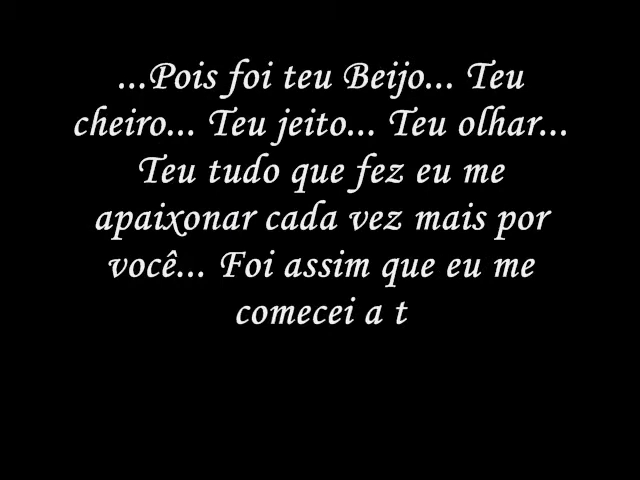 ...Pois foi teu Beijo... Teu
cheiro... Teu jeito... Teu olhar...
Teu tudo que fez eu me
apaixonar cada vez mais por
você... Foi assim que eu me
comecei a t